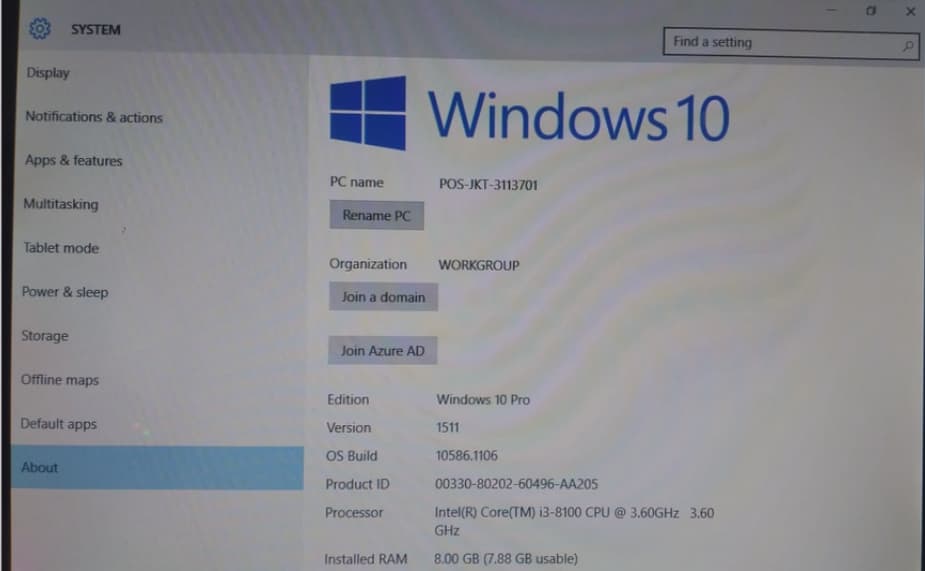 SYSTEM
Find a setting
Display
Notifications & actions
Apps & features
Multitasking
Tablet mode
Power & sleep
Storage
Offline maps
Default apps
About
Windows 10
PC name POS-JKT-3113701
Rename PC
Organization WORKGROUP
Join a domain
Join Azure AD
Edition Windows 10 Pro
Version 1511
OS Build 10586.1106
Product ID 00330-80202-60496-AA205
Processor Intel(R) Core(TM) i3-8100 CPU @ 3.60GHz 3.60
GHz
Installed RAM 8.00 GB (7.88 GB usable)